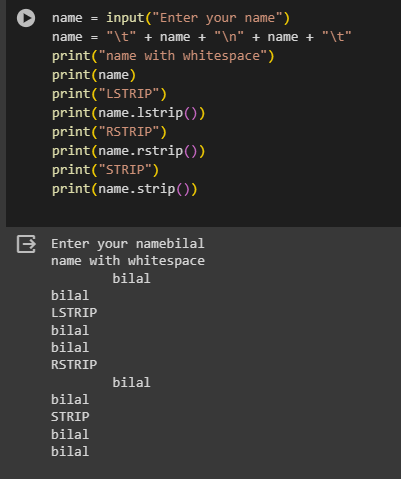 name = input("Enter your name")
name = "\t" + name + "\n" + name + "\t"
print("name with whitespace")
print(name)
print("LSTRIP")
print(name.lstrip())
print("RSTRIP")
print(name.rstrip())
print("STRIP")
print(name.strip())
Enter your namebilal
name with whitespace
        bilal
bilal
LSTRIP
bilal
bilal
RSTRIP
        bilal
bilal
STRIP
bilal
bilal